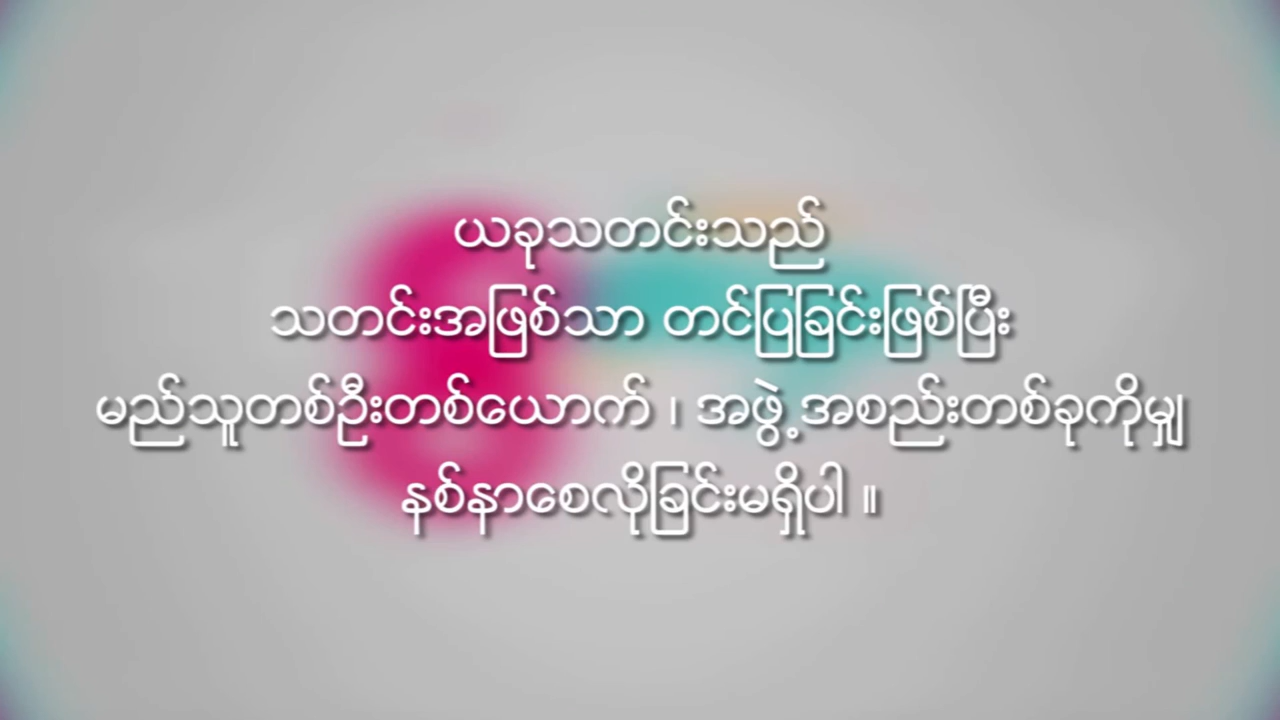 ယခုသတင်းသည်
သတင်းအဖြစ်သာ တင်ပြခြင်းဖြစ်ပြီး
မည်သူတစ်ဦးတစ်ယောက် ၊ အဖွဲ့အစည်းတစ်ခုကိုမျှ
နစ်နာစေလိုခြင်းမရှိပါ ။